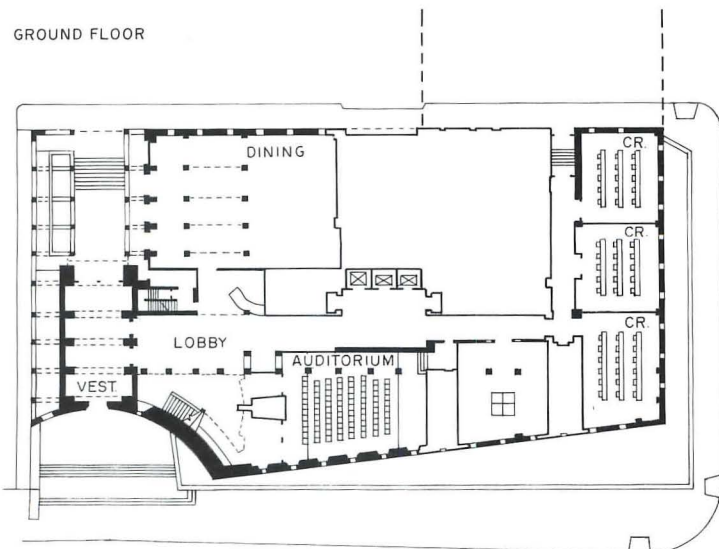 GROUND FLOOR
DINING
CR.
CR.
CR.
LOBBY
AUDITORIUM
VEST.